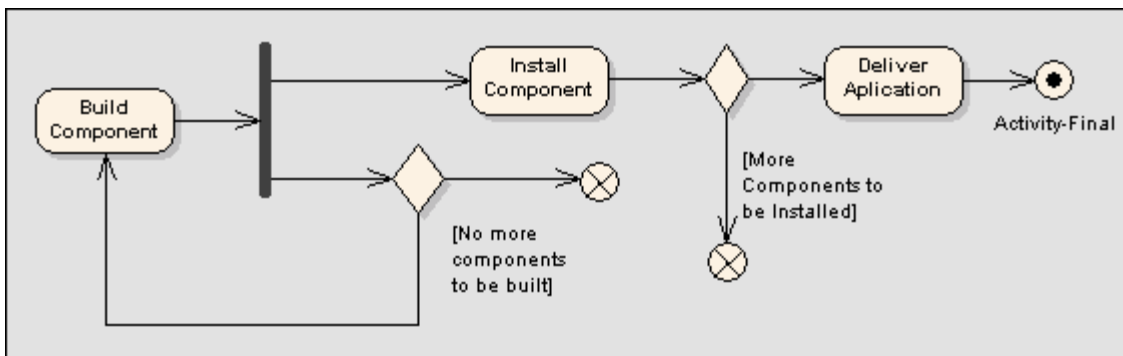 Build
Component
Install
Component
Deliver
Aplication
Activity-Final
[More
Components to
be Installed]
[No more
components
to be built]